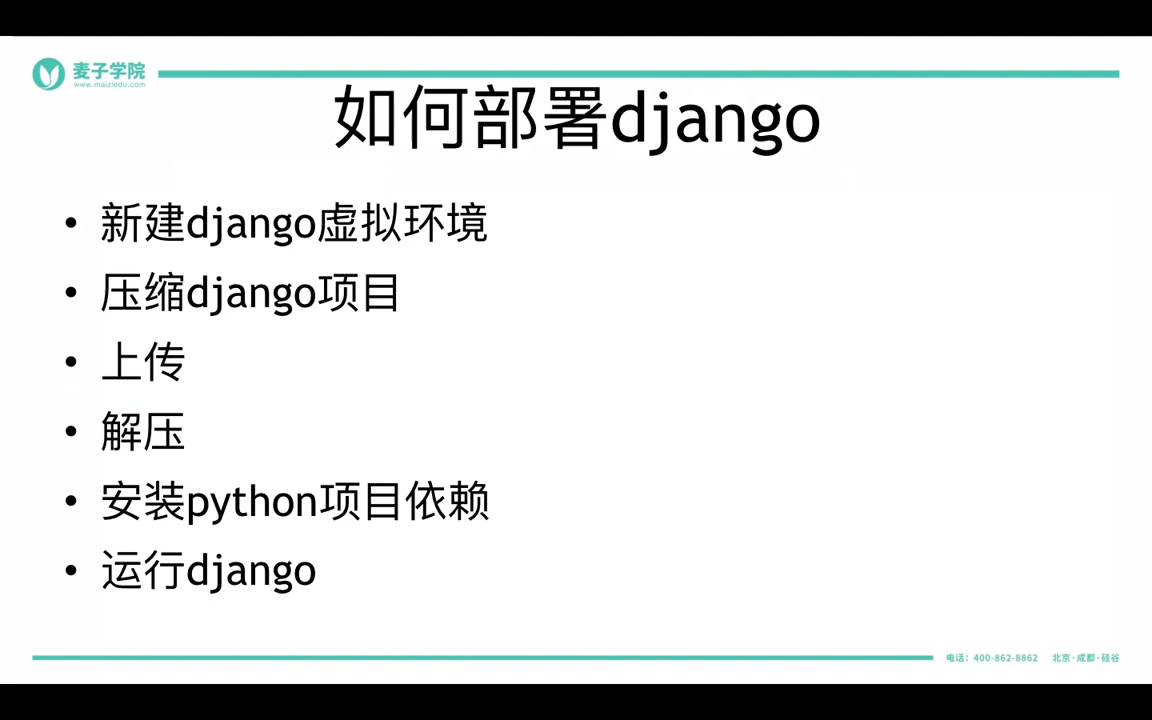 麦子学院
www.maiziedu.com
如何部署django
• 新建django虚拟环境
• 压缩django项目
• 上传
• 解压
• 安装python项目依赖
• 运行django
电话：400-862-8862 北京·成都·硅谷